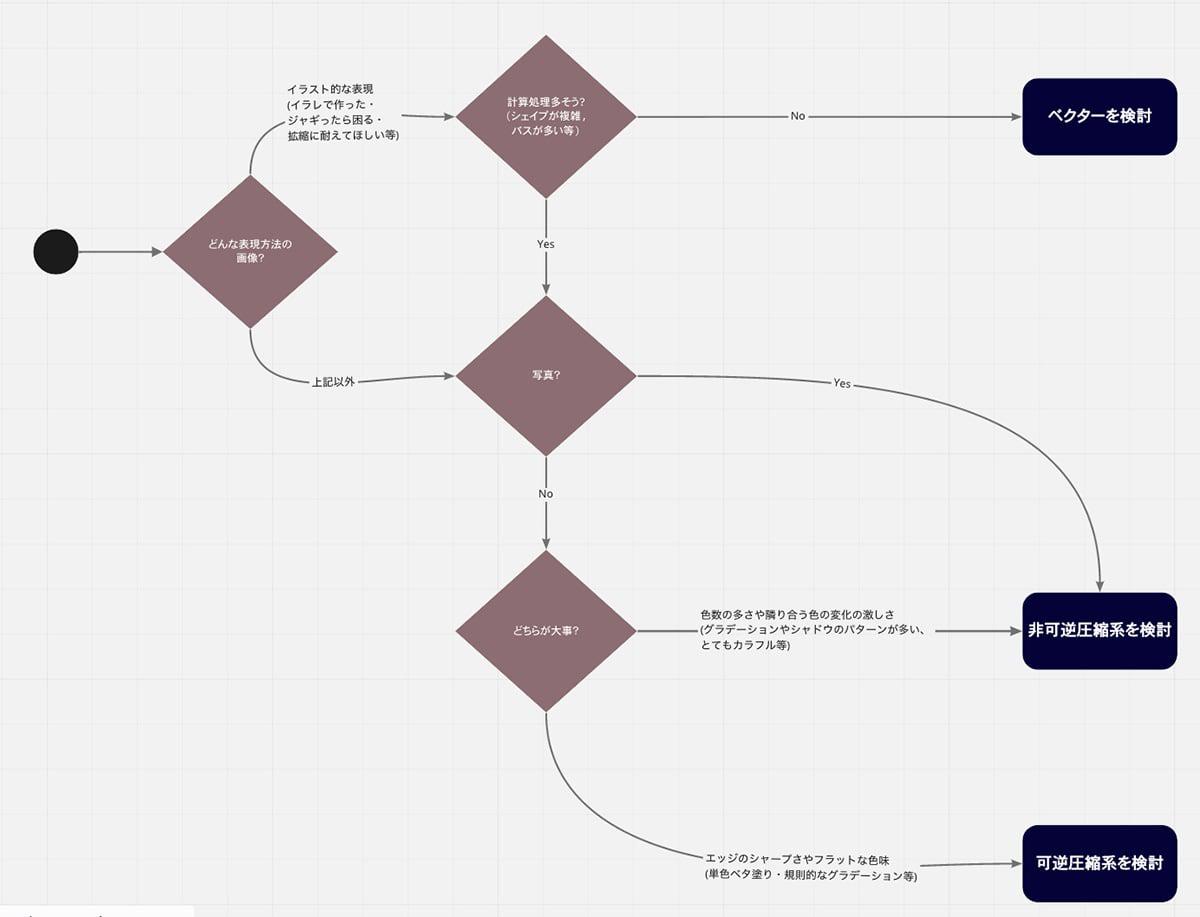 イラスト的な表現
(イラレで作った・
ジャギったら困る・
拡縮に耐えてほしい等)
計算処理多そう?
(シェイプが複雑,
パスが多い等)
No
ベクターを検討
どんな表現方法の
画像?
Yes
上記以外
写真?
Yes
No
どちらが大事?
色数の多さや隣り合う色の変化の激しさ
(グラデーションやシャドウのパターンが多い、
とてもカラフル等)
非可逆圧縮系を検討
エッジのシャープさやフラットな色味
(単色ベタ塗り・規則的なグラデーション等)
可逆圧縮系を検討